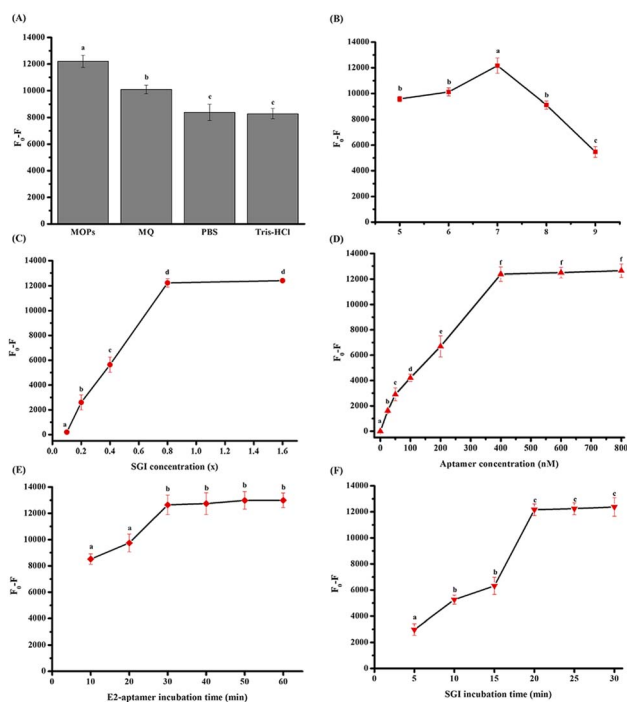 (A)
14000
12000
10000
8000
6000
4000
2000
0
F₀-F
a
b
c
c
MOPs MQ PBS Tris-HCl
(B)
14000
12000
10000
8000
6000
4000
2000
0
F₀-F
b
b
a
b
c
5 6 7 8 9
(C)
14000
12000
10000
8000
6000
4000
2000
0
F₀-F
a
b
c
d
d
0.0 0.2 0.4 0.6 0.8 1.0 1.2 1.4 1.6
SGI concentration (x)
(D)
14000
12000
10000
8000
6000
4000
2000
0
F₀-F
a
b
c
d
e
f
f
f
0 100 200 300 400 500 600 700 800
Aptamer concentration (nM)
(E)
14000
12000
10000
8000
6000
4000
2000
0
F₀-F
a
a
b
b
b
b
10 20 30 40 50 60
E2-aptamer incubation time (min)
(F)
14000
12000
10000
8000
6000
4000
2000
0
F₀-F
a
b
b
c
c
c
5 10 15 20 25 30
SGI incubation time (min)